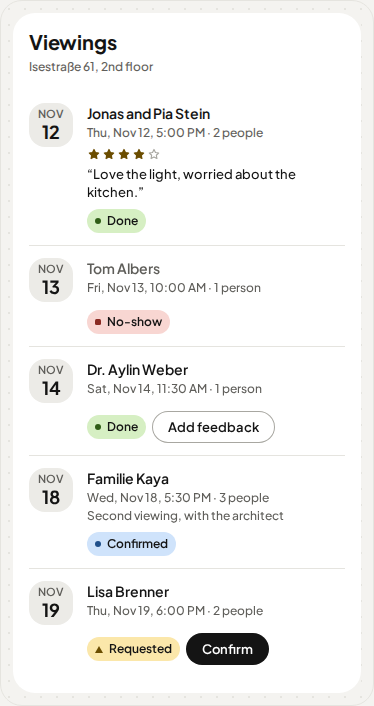 Viewings
Isestraße 61, 2nd floor
NOV
12
Jonas and Pia Stein
Thu, Nov 12, 5:00 PM · 2 people
“Love the light, worried about the
kitchen.”
Done
NOV
13
Tom Albers
Fri, Nov 13, 10:00 AM · 1 person
No-show
NOV
14
Dr. Aylin Weber
Sat, Nov 14, 11:30 AM · 1 person
Done
Add feedback
NOV
18
Familie Kaya
Wed, Nov 18, 5:30 PM · 3 people
Second viewing, with the architect
Confirmed
NOV
19
Lisa Brenner
Thu, Nov 19, 6:00 PM · 2 people
Requested
Confirm